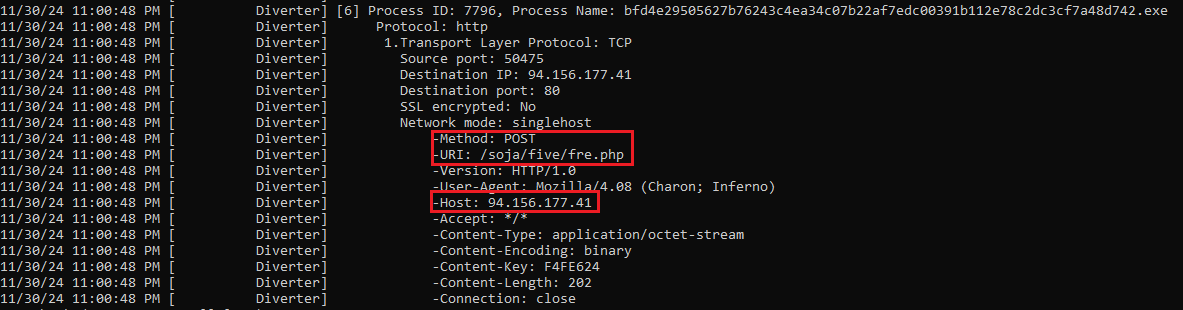 11/30/24 11:00:48 PM [ Diverter] [6] Process ID: 7796, Process Name: bfd4e29505627b76243c4ea34c07b22af7edc00391b112e78c2dc3cf7a48d742.exe
11/30/24 11:00:48 PM [ Diverter] Protocol: http
11/30/24 11:00:48 PM [ Diverter] 1.Transport Layer Protocol: TCP
11/30/24 11:00:48 PM [ Diverter] Source port: 50475
11/30/24 11:00:48 PM [ Diverter] Destination IP: 94.156.177.41
11/30/24 11:00:48 PM [ Diverter] Destination port: 80
11/30/24 11:00:48 PM [ Diverter] SSL encrypted: No
11/30/24 11:00:48 PM [ Diverter] Network mode: singlehost
11/30/24 11:00:48 PM [ Diverter] -Method: POST
11/30/24 11:00:48 PM [ Diverter] -URI: /soja/five/fre.php
11/30/24 11:00:48 PM [ Diverter] -Version: HTTP/1.0
11/30/24 11:00:48 PM [ Diverter] -User-Agent: Mozilla/4.08 (Charon; Inferno)
11/30/24 11:00:48 PM [ Diverter] -Host: 94.156.177.41
11/30/24 11:00:48 PM [ Diverter] -Accept: */*
11/30/24 11:00:48 PM [ Diverter] -Content-Type: application/octet-stream
11/30/24 11:00:48 PM [ Diverter] -Content-Encoding: binary
11/30/24 11:00:48 PM [ Diverter] -Content-Key: F4FE624
11/30/24 11:00:48 PM [ Diverter] -Content-Length: 202
11/30/24 11:00:48 PM [ Diverter] -Connection: close